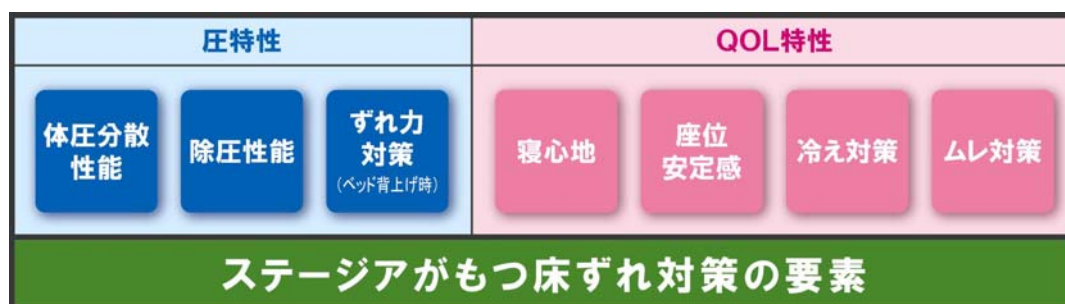 圧特性
QOL特性
体圧分散
性能
除圧性能
ずれ力
対策
(ベッド背上げ時)
寝心地
座位
安定感
冷え対策
ムレ対策
ステージアがもつ床ずれ対策の要素